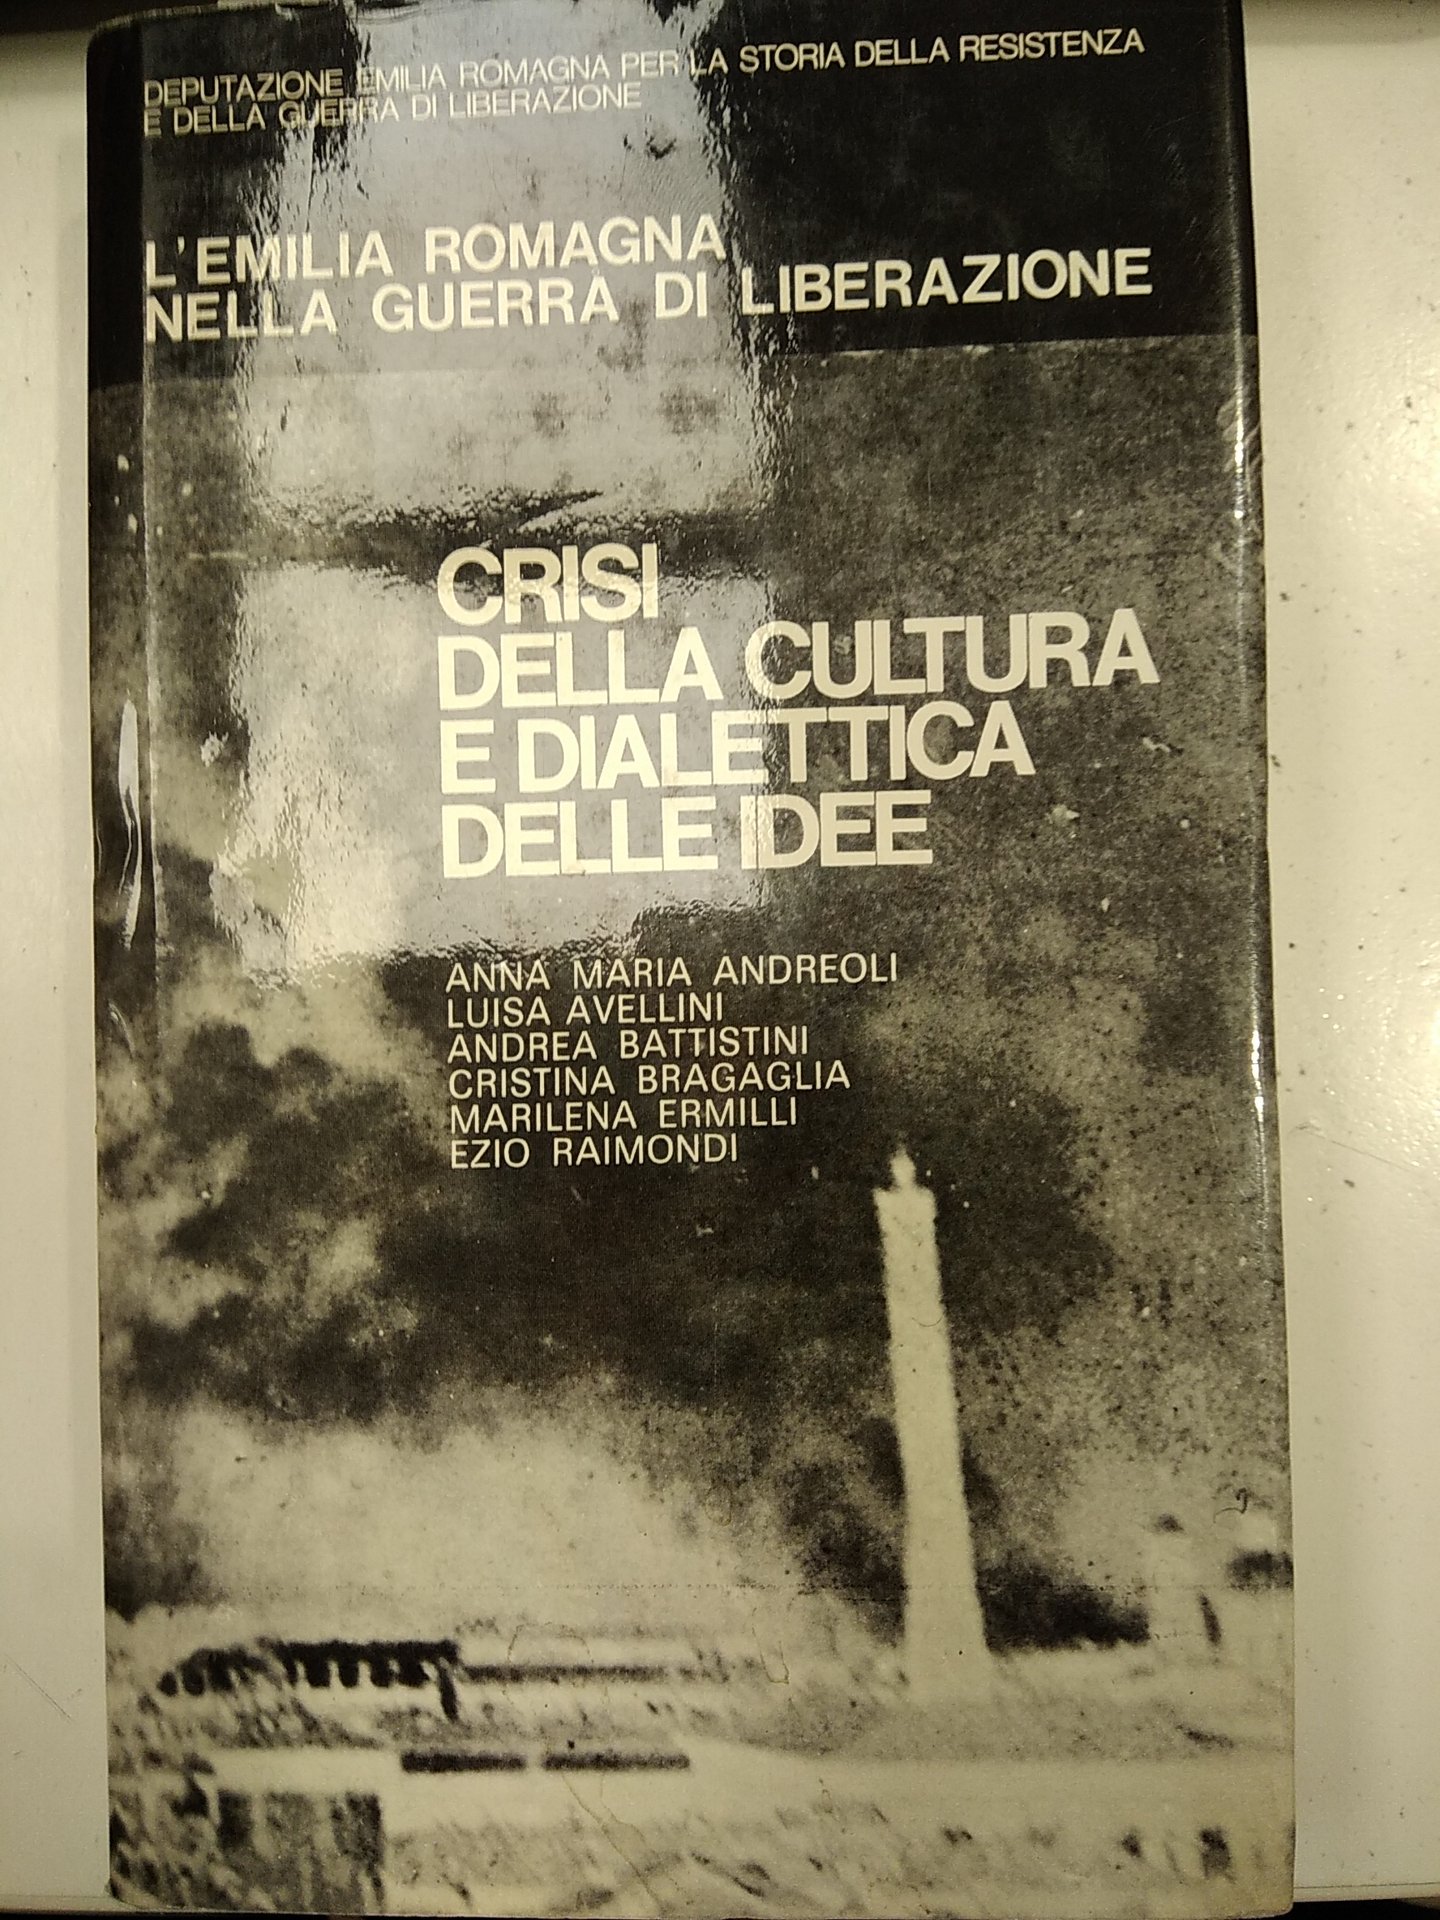 DEPUTAZIONE EMILIA ROMAGNA PER LA STORIA DELLA RESISTENZA
E DELLA GUERRA DI LIBERAZIONE
L'EMILIA ROMAGNA
NELLA GUERRA DI LIBERAZIONE
CRISI
DELLA CULTURA
E DIALETTICA
DELLE IDEE
ANNA MARIA ANDREOLI
LUISA AVELLINI
ANDREA BATTISTINI
CRISTINA BRAGAGLIA
MARILENA ERMILLI
EZIO RAIMONDI